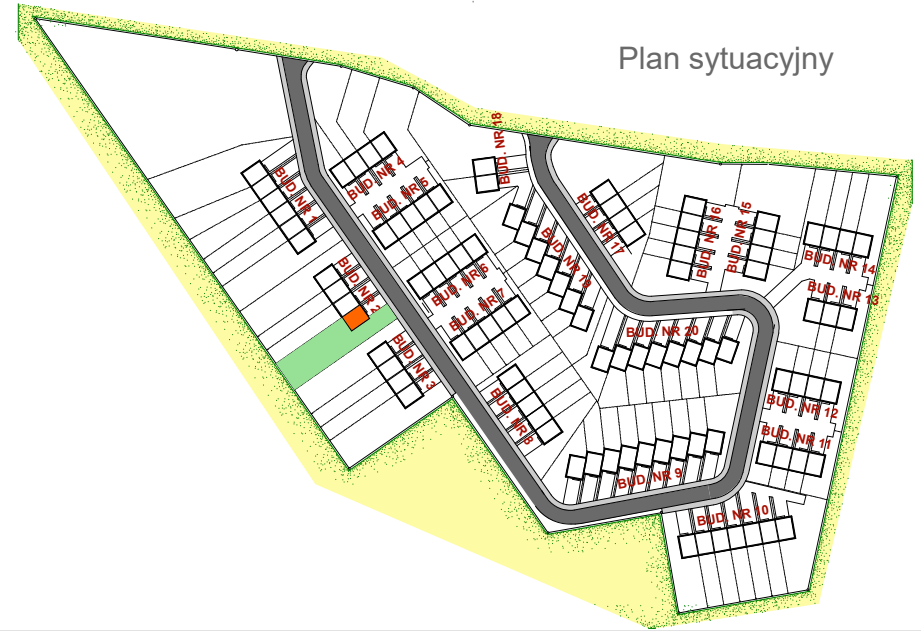 Plan sytuacyjny
BUD. NR 18
BUD. NR 4
BUD. NR 1
BUD. NR 5
BUD. NR 17
BUD. NR 16
BUD. NR 15
BUD. NR 19
BUD. NR 14
BUD. NR 2
BUD. NR 6
BUD. NR 13
BUD. NR 7
BUD. NR 20
BUD. NR 3
BUD. NR 8
BUD. NR 12
BUD. NR 11
BUD. NR 9
BUD. NR 10